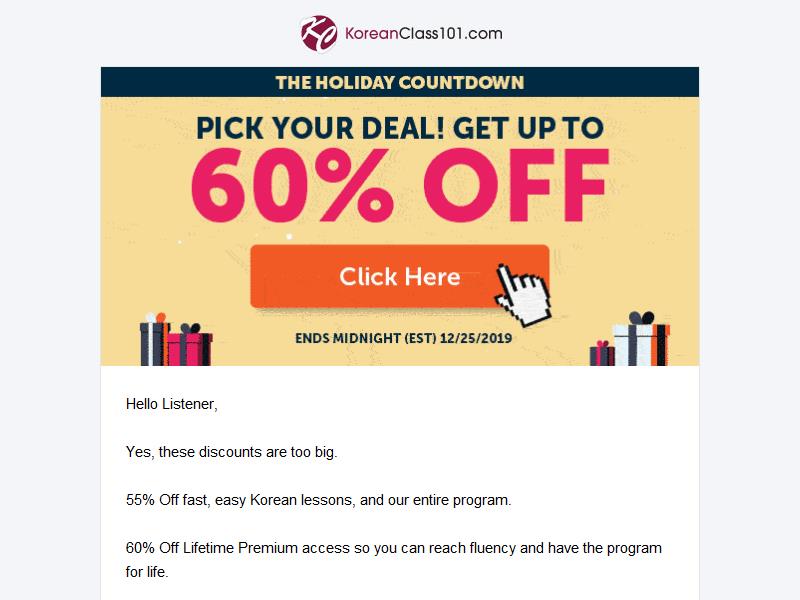 KC KoreanClass101.com
THE HOLIDAY COUNTDOWN
PICK YOUR DEAL! GET UP TO
60% OFF
Click Here
ENDS MIDNIGHT (EST) 12/25/2019
Hello Listener,
Yes, these discounts are too big.
55% Off fast, easy Korean lessons, and our entire program.
60% Off Lifetime Premium access so you can reach fluency and have the program
for life.